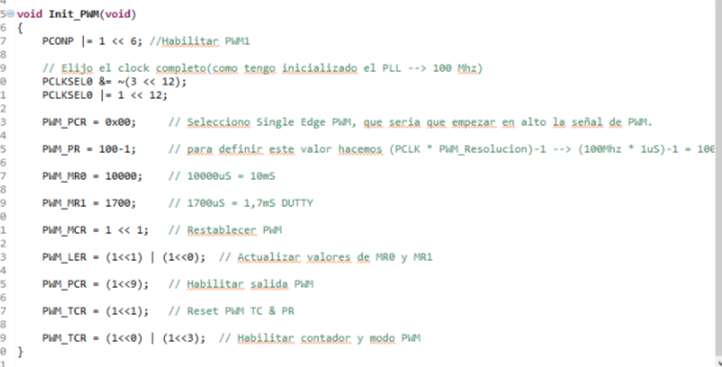 5 void Init_PWM(void)
6 {
7 PCONP |= 1 << 6; //Habilitar PWM1
8
9 // Elijo el clock completo(como tengo inicializado el PLL --> 100 Mhz)
0 PCLKSEL0 &= ~(3 << 12);
1 PCLKSEL0 |= 1 << 12;
2
3 PWM_PCR = 0x00; // Selecciono Single Edge PWM, que seria que empezar en alto la señal de PWM.
4
5 PWM_PR = 100-1; // para definir este valor hacemos (PCLK * PWM_Resolucion)-1 --> (100Mhz * 1uS)-1 = 100
6
7 PWM_MR0 = 10000; // 10000uS = 10mS
8
9 PWM_MR1 = 1700; // 1700uS = 1,7mS DUTTY
0
1 PWM_MCR = 1 << 1; // Restablecer PWM
2
3 PWM_LER = (1<<1) | (1<<0); // Actualizar valores de MR0 y MR1
4
5 PWM_PCR = (1<<9); // Habilitar salida PWM
6
7 PWM_TCR = (1<<1); // Reset PWM TC & PR
8
9 PWM_TCR = (1<<0) | (1<<3); // Habilitar contador y modo PWM
0 }